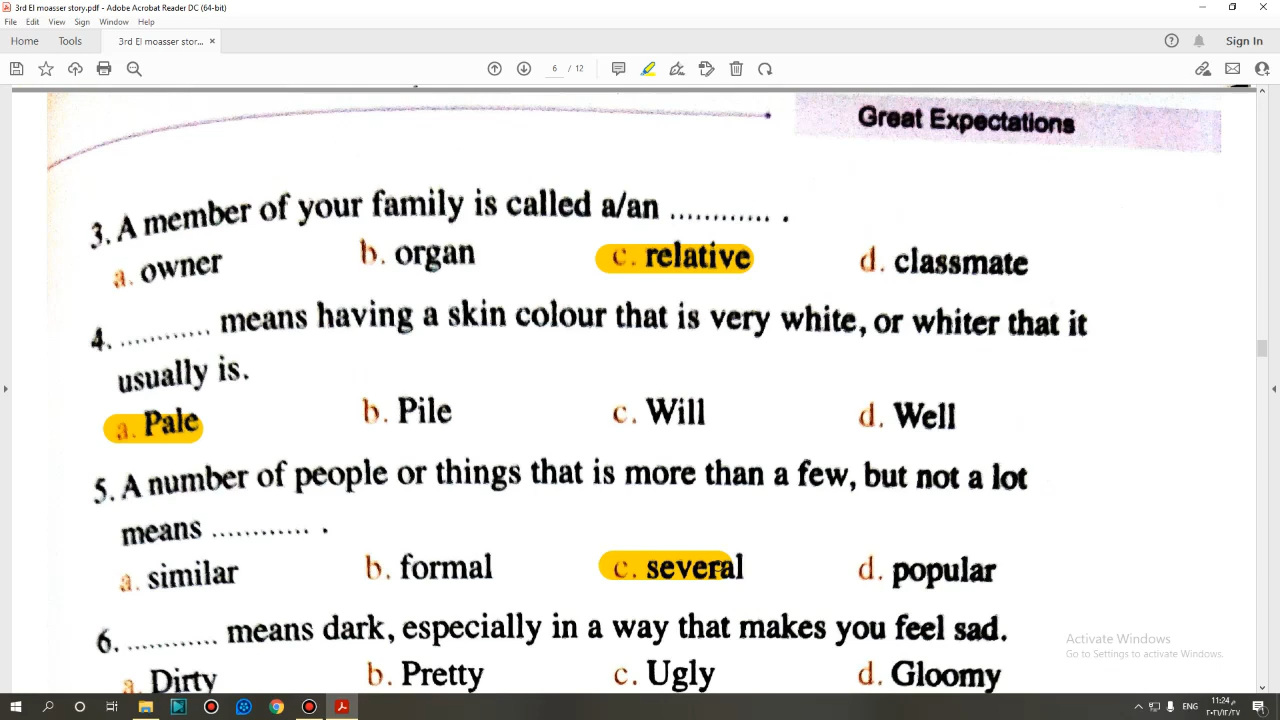 3rd El moasser story.pdf - Adobe Acrobat Reader DC (64-bit)
File Edit View Sign Window Help
Home Tools 3rd El moasser stor... × Sign In
6 / 12
Great Expectations
3. A member of your family is called a/an ............ .
a. owner b. organ c. relative d. classmate
4. ........... means having a skin colour that is very white, or whiter that it
usually is.
a. Pale b. Pile c. Will d. Well
5. A number of people or things that is more than a few, but not a lot
means ............ .
a. similar b. formal c. several d. popular
6. ........... means dark, especially in a way that makes you feel sad.
a. Dirty b. Pretty c. Ugly d. Gloomy
Activate Windows
Go to Settings to activate Windows.
ENG 11:24 م
٢٠٢١/١٢/٢٧